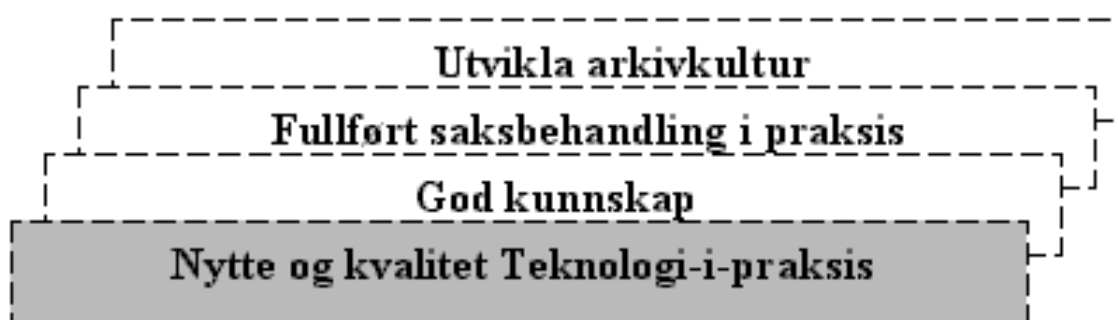 Utvikla arkivkultur
Fullført saksbehandling i praksis
God kunnskap
Nytte og kvalitet Teknologi-i-praksis